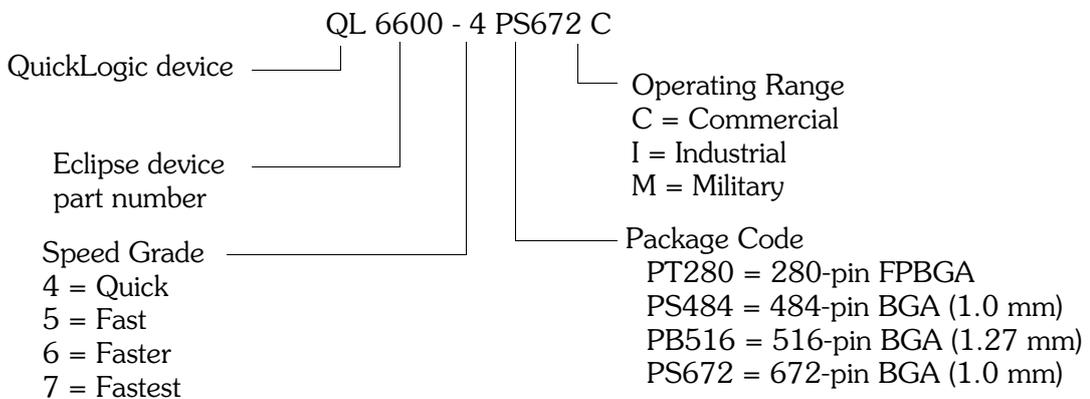 QL 6600 - 4 PS672 C
QuickLogic device
Eclipse device
part number
Speed Grade
4 = Quick
5 = Fast
6 = Faster
7 = Fastest
Operating Range
C = Commercial
I = Industrial
M = Military
Package Code
PT280 = 280-pin FPBGA
PS484 = 484-pin BGA (1.0 mm)
PB516 = 516-pin BGA (1.27 mm)
PS672 = 672-pin BGA (1.0 mm)